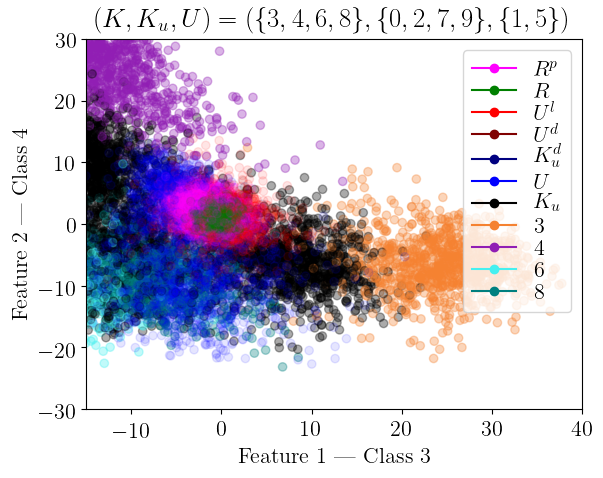 (K, K_u, U) = ({3, 4, 6, 8}, {0, 2, 7, 9}, {1, 5})
30
20
10
0
−10
−20
−30
Feature 2 — Class 4
R^p
R
U^l
U^d
K_u^d
U
K_u
3
4
6
8
−10
0
10
20
30
40
Feature 1 — Class 3